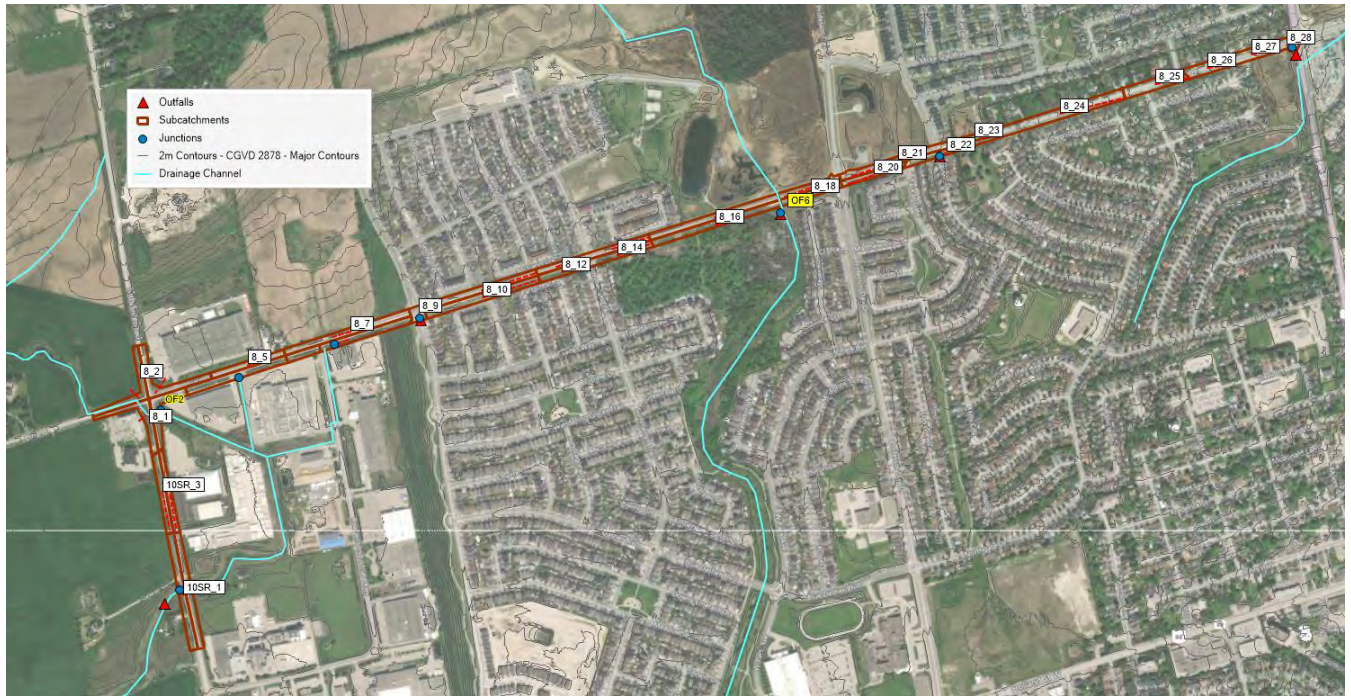 Outfalls
Subcatchments
Junctions
2m Contours - CGVD 2878 - Major Contours
Drainage Channel
8_28
8_27
8_26
8_25
8_24
8_23
8_22
8_21
8_20
8_18
OF6
8_16
8_14
8_12
8_10
8_9
8_7
8_5
8_2
OF2
8_1
10SR_3
10SR_1